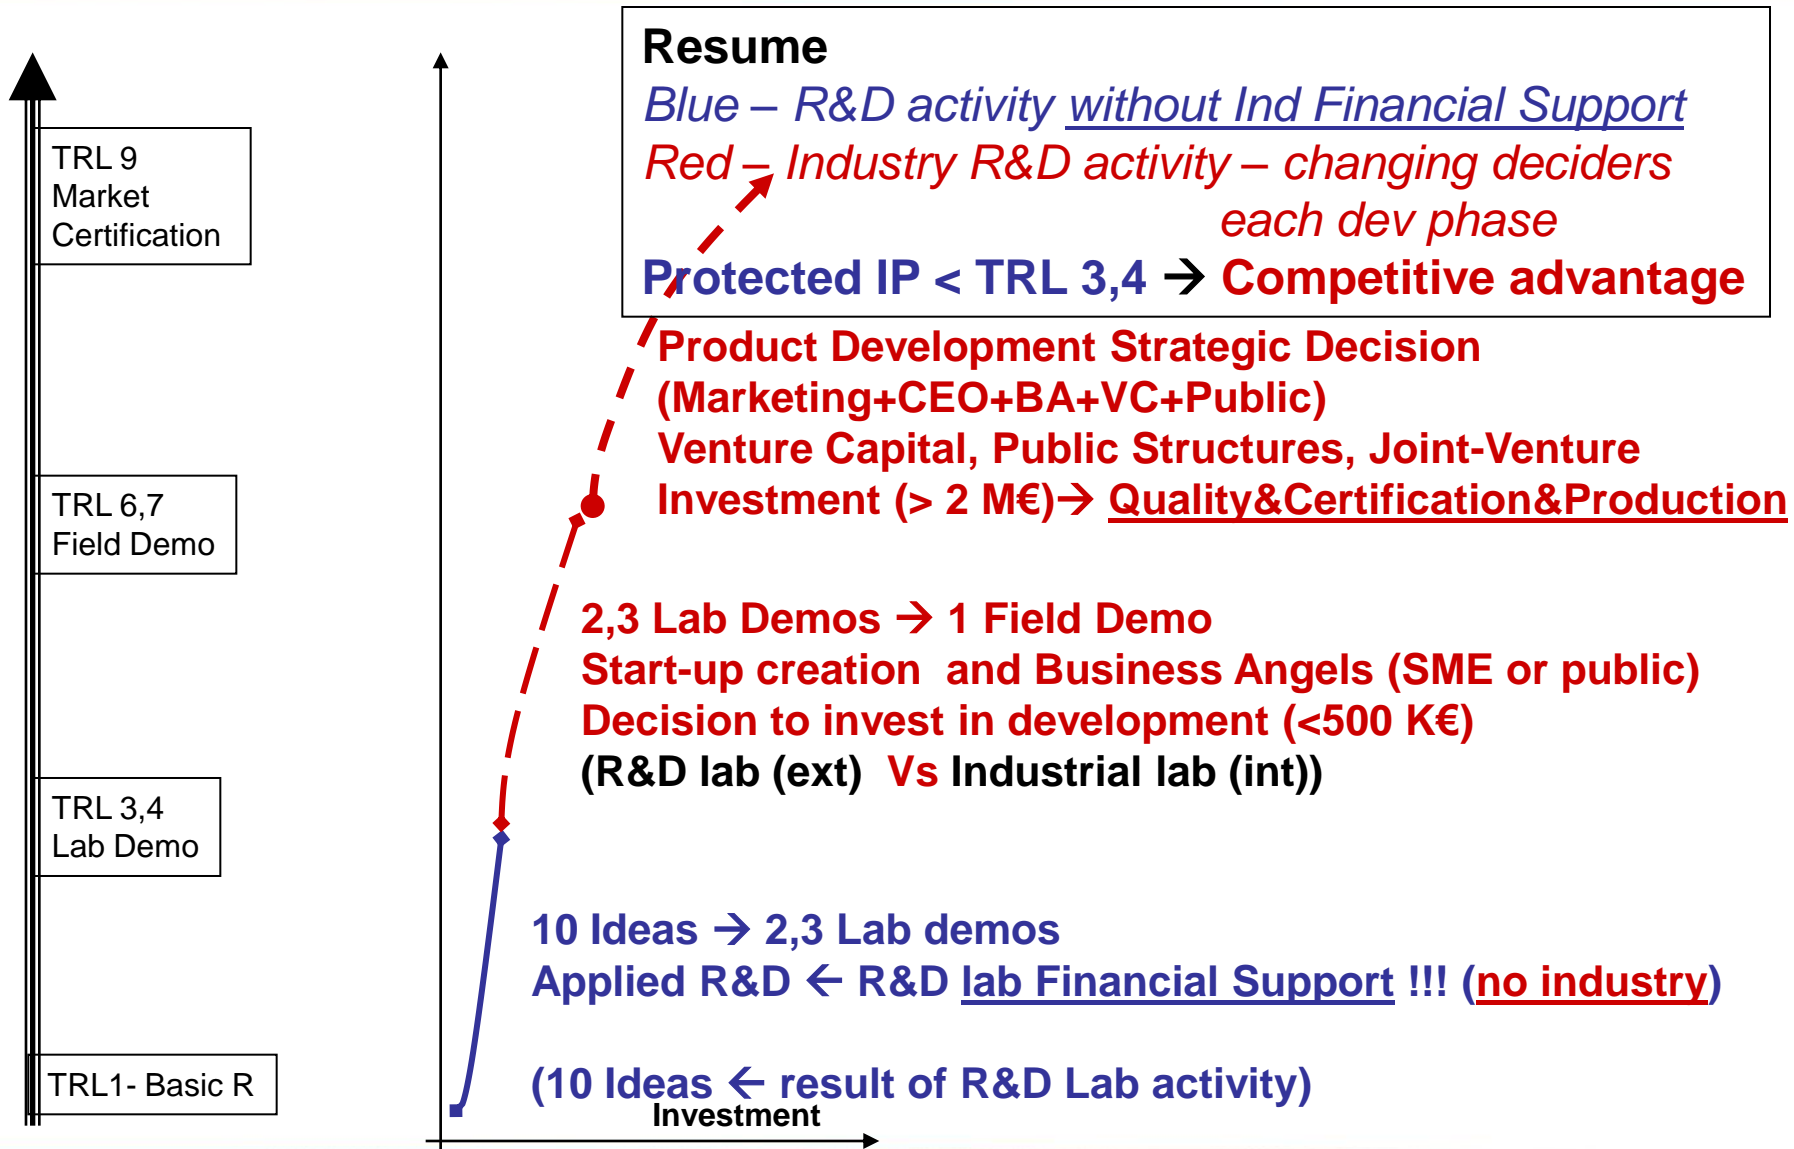 Resume
Blue – R&D activity without Ind Financial Support
Red – Industry R&D activity – changing deciders
each dev phase
Protected IP < TRL 3,4 → Competitive advantage
TRL 9
Market
Certification
Product Development Strategic Decision
(Marketing+CEO+BA+VC+Public)
Venture Capital, Public Structures, Joint-Venture
Investment (> 2 M€)→ Quality&Certification&Production
TRL 6,7
Field Demo
2,3 Lab Demos → 1 Field Demo
Start-up creation and Business Angels (SME or public)
Decision to invest in development (<500 K€)
(R&D lab (ext) Vs Industrial lab (int))
TRL 3,4
Lab Demo
10 Ideas → 2,3 Lab demos
Applied R&D ← R&D lab Financial Support !!! (no industry)
TRL1- Basic R
(10 Ideas ← result of R&D Lab activity)
Investment